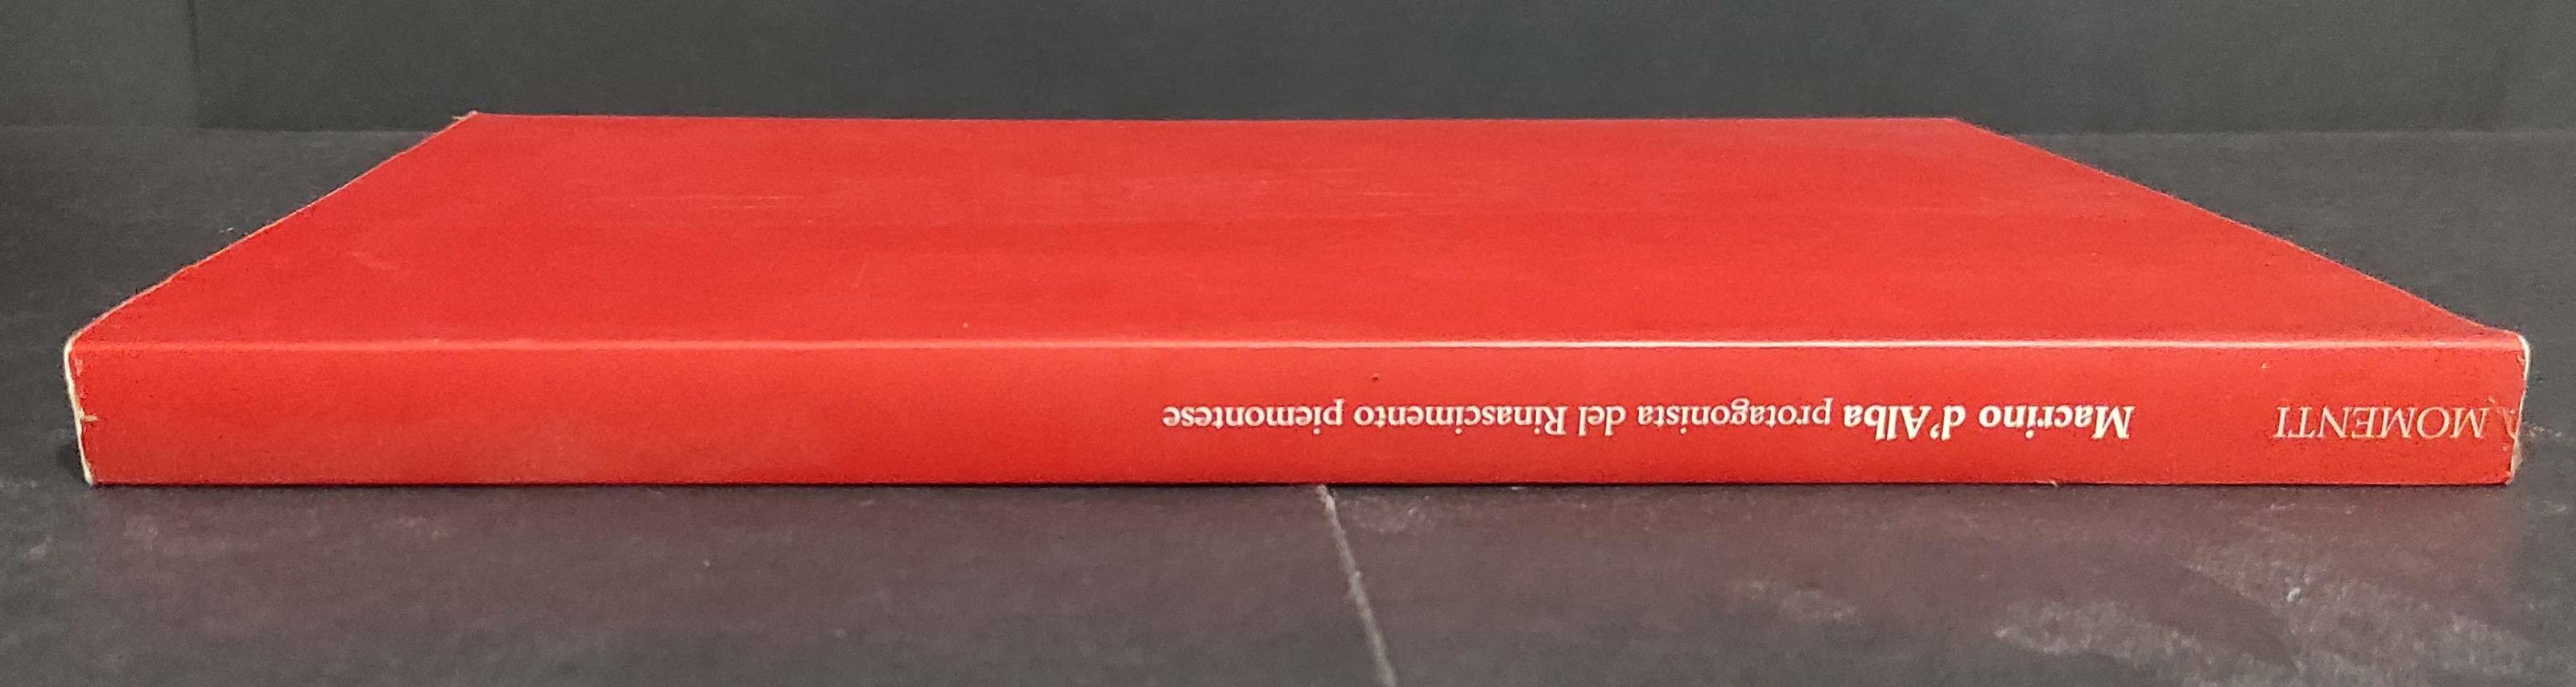 MOMENTI
Macrino d'Alba protagonista del Rinascimento piemontese